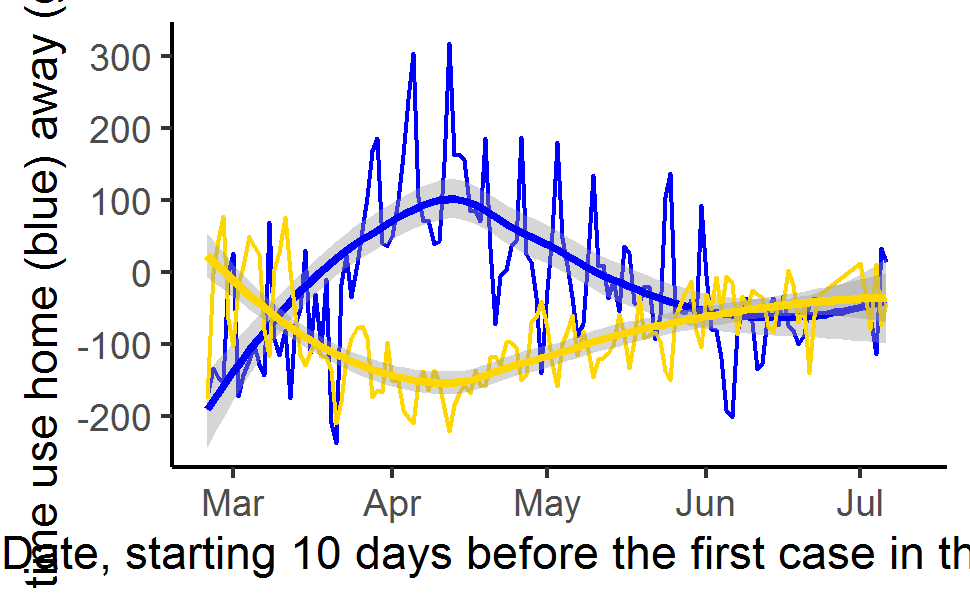 time use home (blue) away (
300
200
100
0
-100
-200
Mar Apr May Jun Jul
Date, starting 10 days before the first case in th